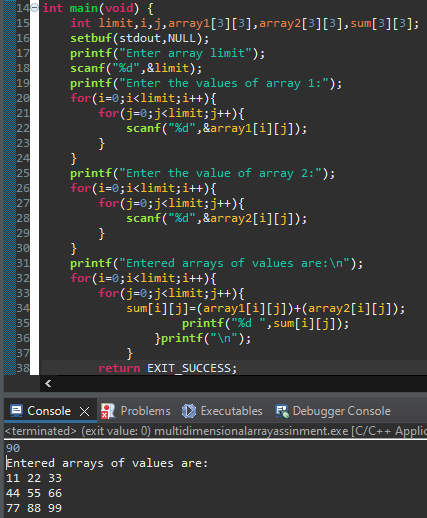 14 int main(void) {
15 int limit,i,j,array1[3][3],array2[3][3],sum[3][3];
16 setbuf(stdout,NULL);
17 printf("Enter array limit");
18 scanf("%d",&limit);
19 printf("Enter the values of array 1:");
20 for(i=0;i<limit;i++){
21 for(j=0;j<limit;j++){
22 scanf("%d",&array1[i][j]);
23 }
24 }
25 printf("Enter the value of array 2:");
26 for(i=0;i<limit;i++){
27 for(j=0;j<limit;j++){
28 scanf("%d",&array2[i][j]);
29 }
30 }
31 printf("Entered arrays of values are:\n");
32 for(i=0;i<limit;i++){
33 for(j=0;j<limit;j++){
34 sum[i][j]=(array1[i][j])+(array2[i][j]);
35 printf("%d ",sum[i][j]);
36 }printf("\n");
37 }
38 return EXIT_SUCCESS;
Console Problems Executables Debugger Console
<terminated> (exit value: 0) multidimensionalarrayassinment.exe [C/C++ Applic
90
Entered arrays of values are:
11 22 33
44 55 66
77 88 99